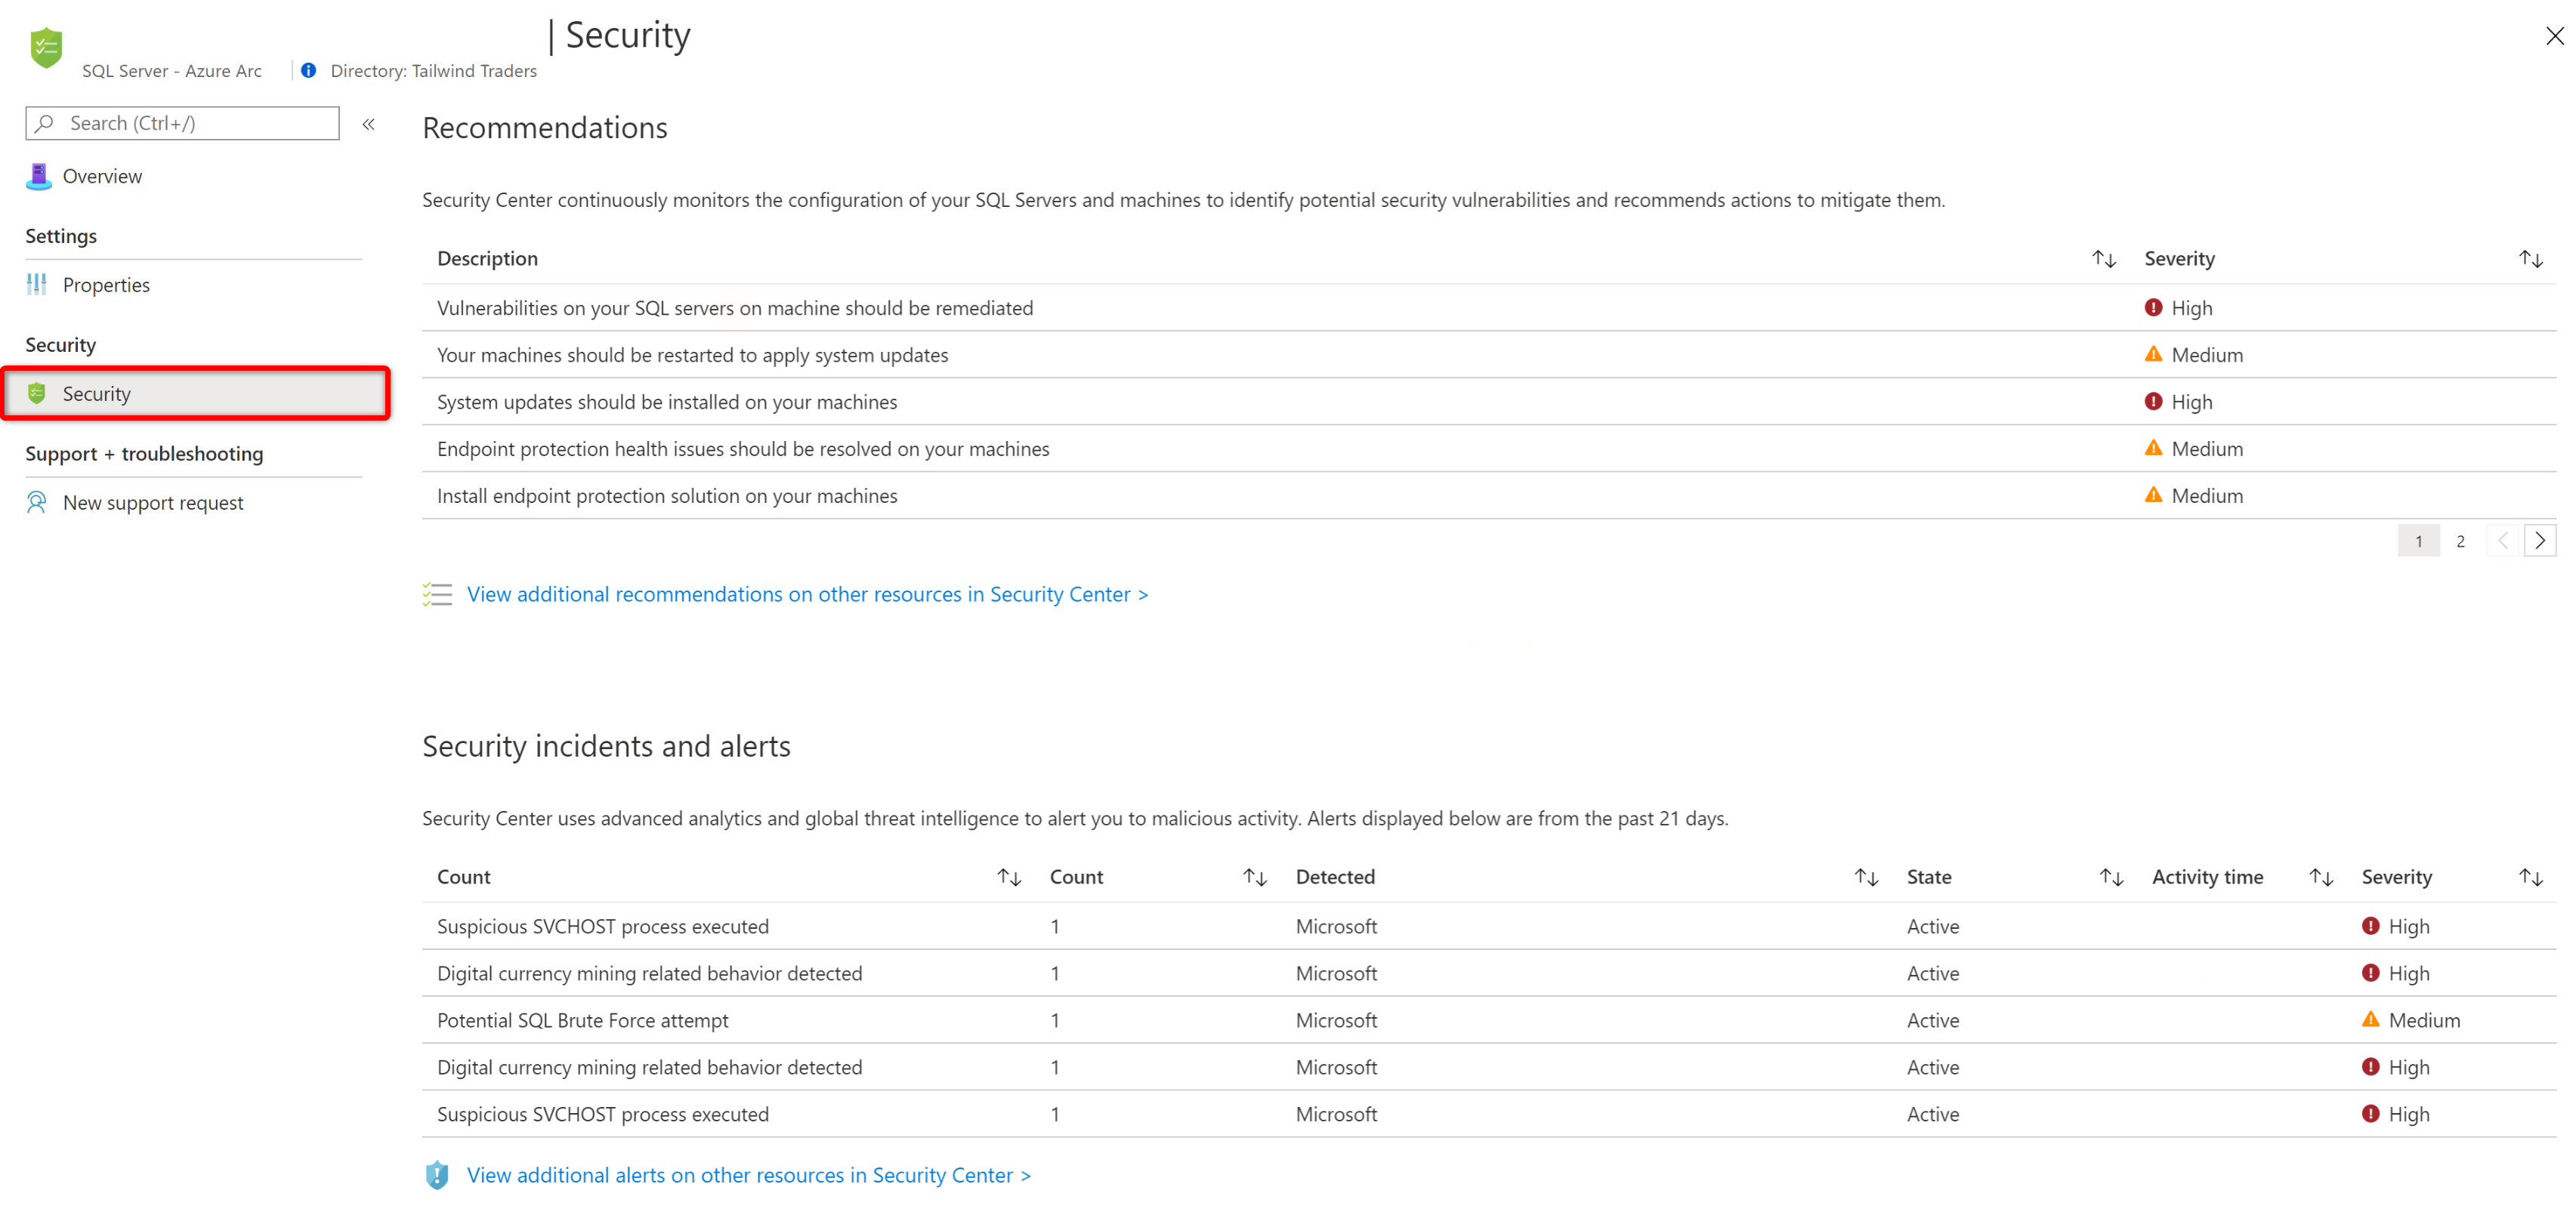 | Security
SQL Server - Azure Arc | Directory: Tailwind Traders
Search (Ctrl+/) «
Overview
Settings
Properties
Security
Security
Support + troubleshooting
New support request
Recommendations
Security Center continuously monitors the configuration of your SQL Servers and machines to identify potential security vulnerabilities and recommends actions to mitigate them.
Description ↑↓ Severity ↑↓
Vulnerabilities on your SQL servers on machine should be remediated High
Your machines should be restarted to apply system updates Medium
System updates should be installed on your machines High
Endpoint protection health issues should be resolved on your machines Medium
Install endpoint protection solution on your machines Medium
1 2 < >
View additional recommendations on other resources in Security Center >
Security incidents and alerts
Security Center uses advanced analytics and global threat intelligence to alert you to malicious activity. Alerts displayed below are from the past 21 days.
Count ↑↓ Count ↑↓ Detected ↑↓ State ↑↓ Activity time ↑↓ Severity ↑↓
Suspicious SVCHOST process executed 1 Microsoft Active High
Digital currency mining related behavior detected 1 Microsoft Active High
Potential SQL Brute Force attempt 1 Microsoft Active Medium
Digital currency mining related behavior detected 1 Microsoft Active High
Suspicious SVCHOST process executed 1 Microsoft Active High
View additional alerts on other resources in Security Center >